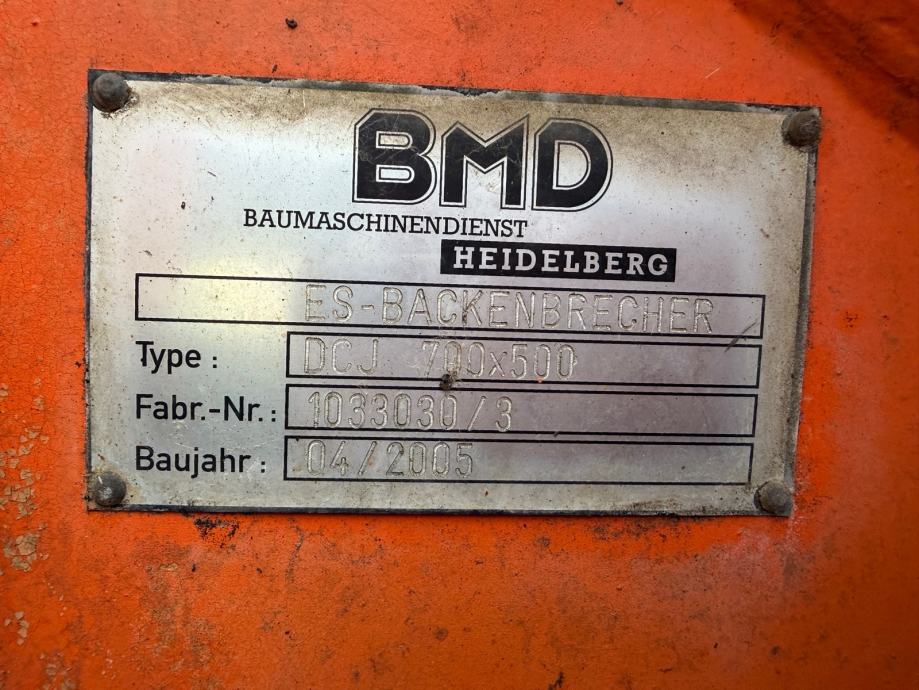 BMD
BAUMASCHINENDIENST
HEIDELBERG
ES-BACKENBRECHER
Type : DCJ 700x500
Fabr.-Nr. : 1033030/3
Baujahr : 04/2005